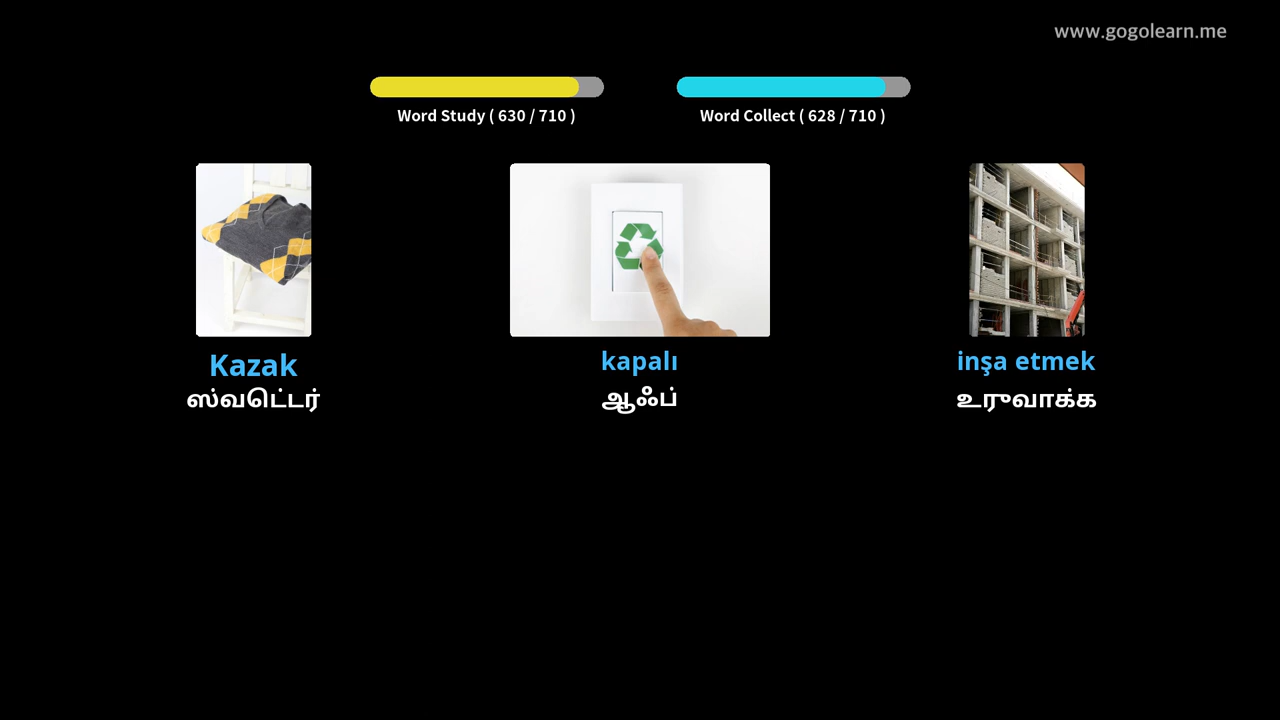 www.gogolearn.me
Word Study ( 630 / 710 )
Word Collect ( 628 / 710 )
Kazak
ஸ்வெட்டர்
kapalı
ஆஃப்
inşa etmek
உருவாக்க